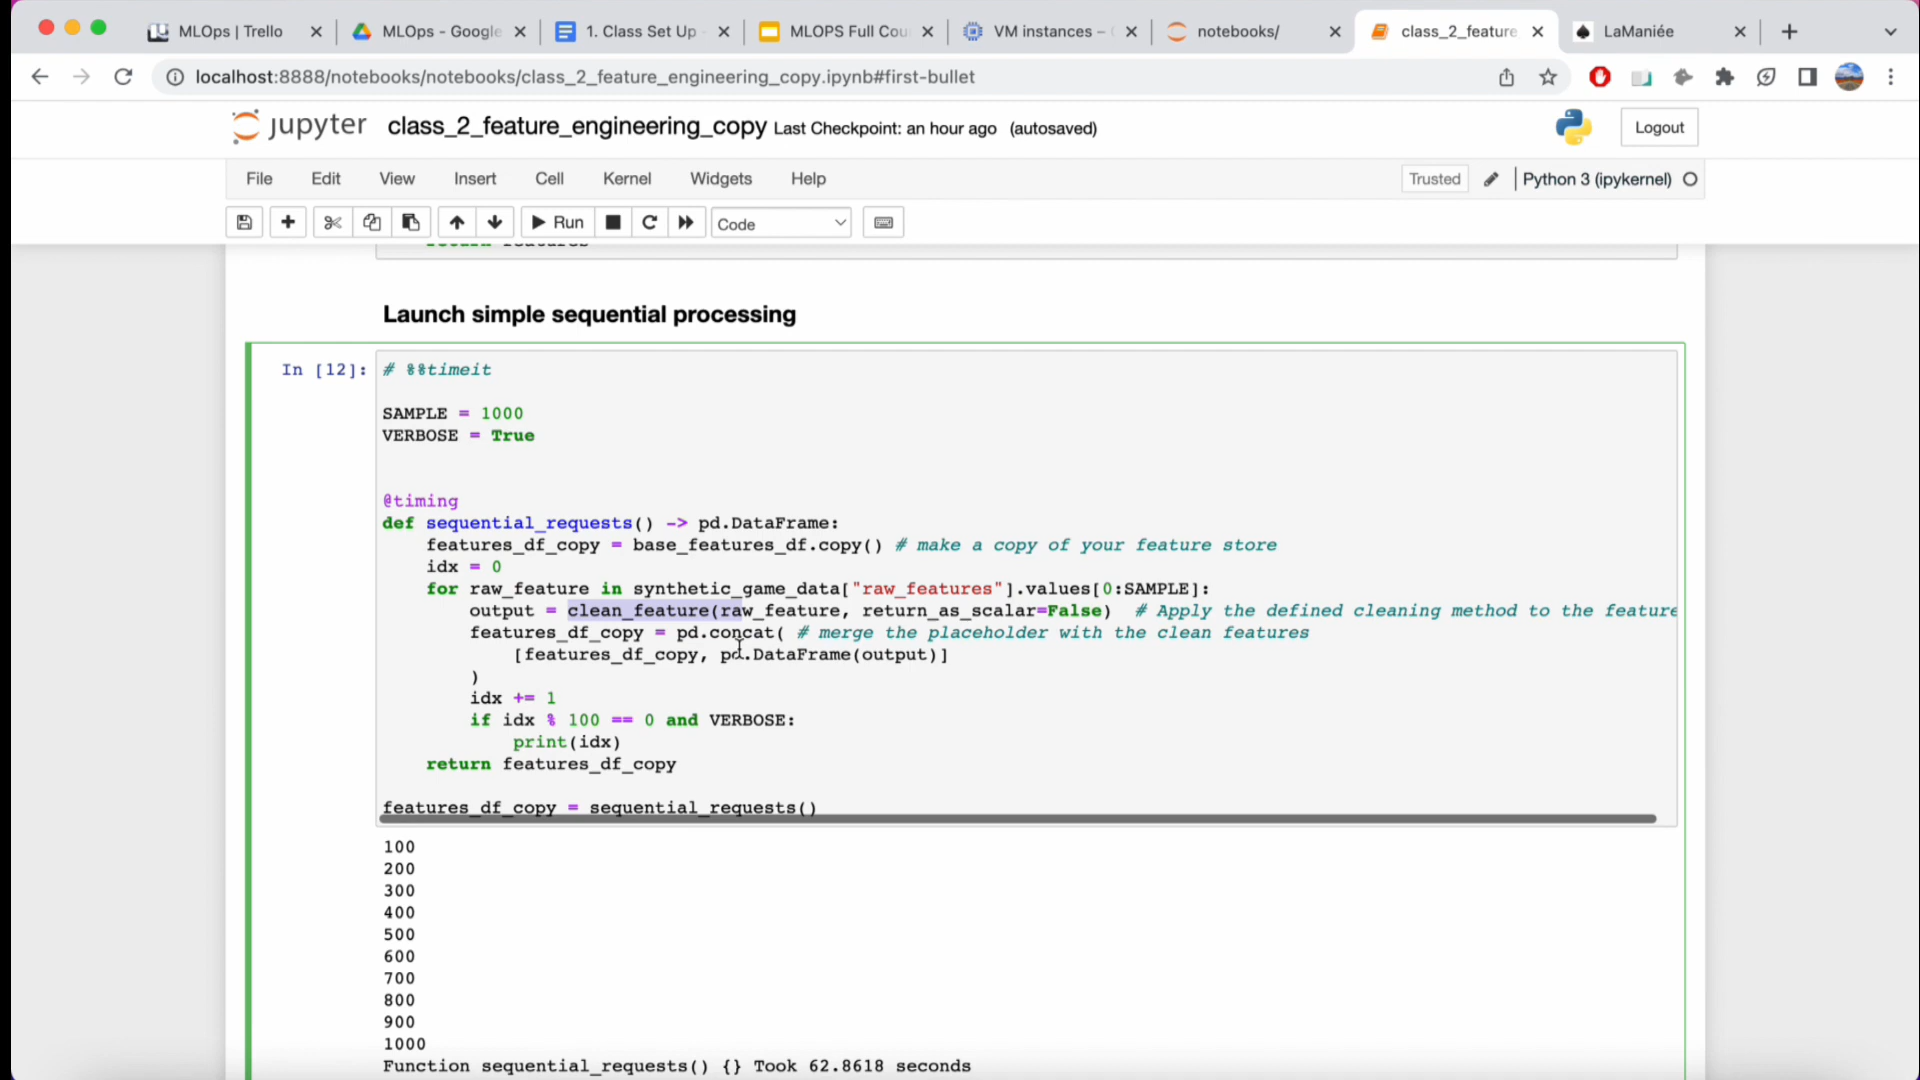 MLOps | Trello
MLOps - Google
1. Class Set Up -
MLOPS Full Cou
VM instances –
notebooks/
class_2_feature
LaManiée
localhost:8888/notebooks/notebooks/class_2_feature_engineering_copy.ipynb#first-bullet
jupyter class_2_feature_engineering_copy Last Checkpoint: an hour ago (autosaved)
Logout
File Edit View Insert Cell Kernel Widgets Help
Trusted
Python 3 (ipykernel)
Run
Code
return features
Launch simple sequential processing
In [12]: # %%timeit
SAMPLE = 1000
VERBOSE = True
@timing
def sequential_requests() -> pd.DataFrame:
features_df_copy = base_features_df.copy() # make a copy of your feature store
idx = 0
for raw_feature in synthetic_game_data["raw_features"].values[0:SAMPLE]:
output = clean_feature(raw_feature, return_as_scalar=False) # Apply the defined cleaning method to the feature
features_df_copy = pd.concat( # merge the placeholder with the clean features
[features_df_copy, pd.DataFrame(output)]
)
idx += 1
if idx % 100 == 0 and VERBOSE:
print(idx)
return features_df_copy
features_df_copy = sequential_requests()
100
200
300
400
500
600
700
800
900
1000
Function sequential_requests() {} Took 62.8618 seconds